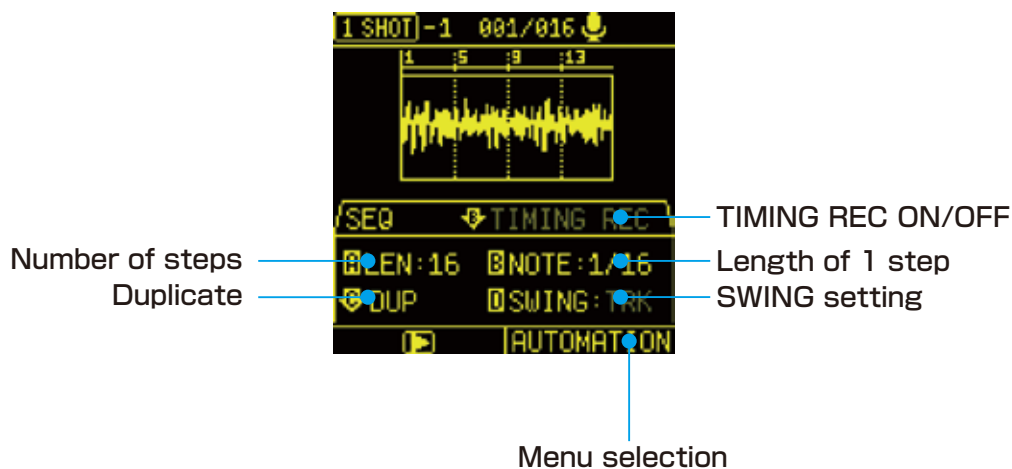 1 SHOT -1 001/016
1 5 9 13
SEQ B TIMING REC
TIMING REC ON/OFF
Number of steps
A LEN:16 B NOTE:1/16
Length of 1 step
Duplicate
C DUP D SWING:TRK
SWING setting
AUTOMATION
Menu selection